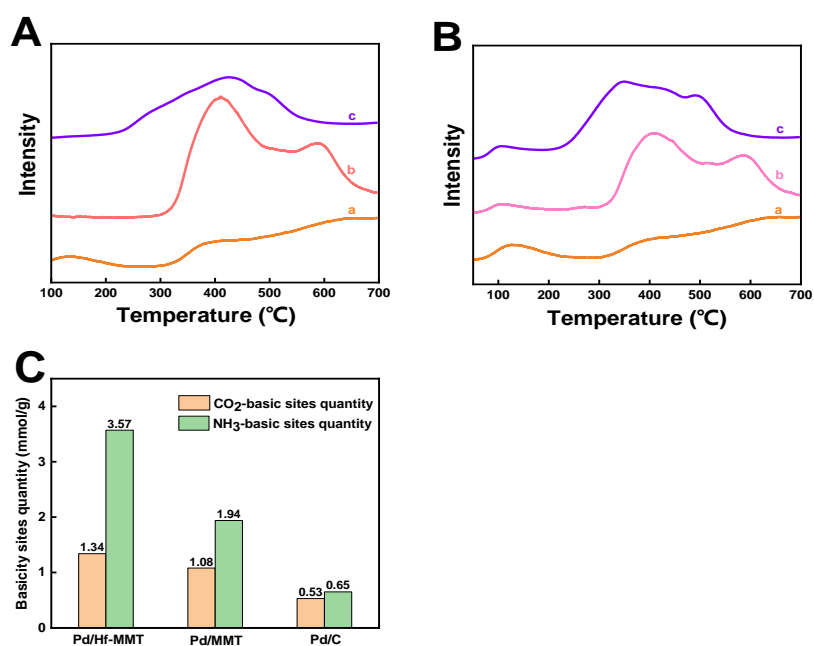 A
Intensity
c
b
a
100 200 300 400 500 600 700
Temperature (℃)
B
Intensity
c
b
a
100 200 300 400 500 600 700
Temperature (℃)
C
Basicity sites quantity (mmol/g)
4
3
2
1
0
CO₂-basic sites quantity
NH₃-basic sites quantity
3.57
1.34
1.94
1.08
0.53
0.65
Pd/Hf-MMT Pd/MMT Pd/C